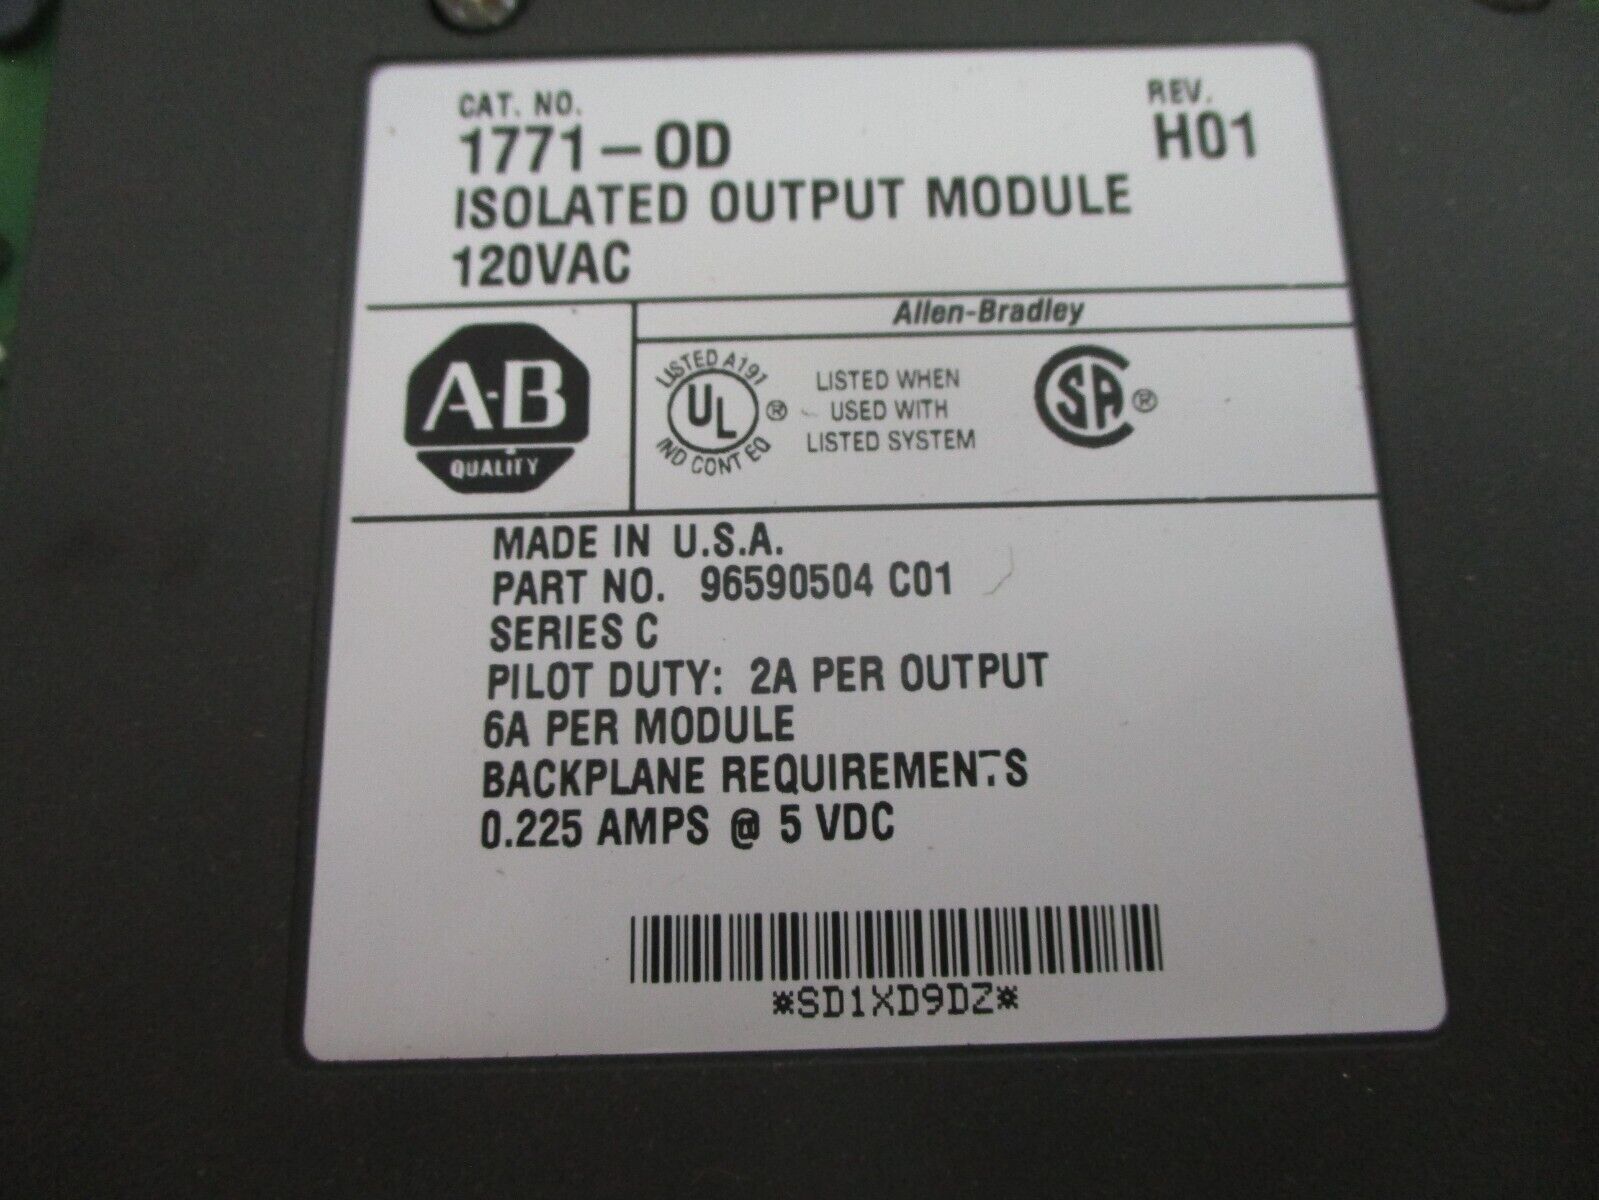 CAT. NO.
REV.
1771-OD
H01
ISOLATED OUTPUT MODULE
120VAC
Allen-Bradley
A-B
QUALITY
LISTED A191
UL ®
IND CONT EQ
LISTED WHEN
USED WITH
LISTED SYSTEM
SA ®
MADE IN U.S.A.
PART NO. 96590504 C01
SERIES C
PILOT DUTY: 2A PER OUTPUT
6A PER MODULE
BACKPLANE REQUIREMENTS
0.225 AMPS @ 5 VDC
*SD1XD9DZ*